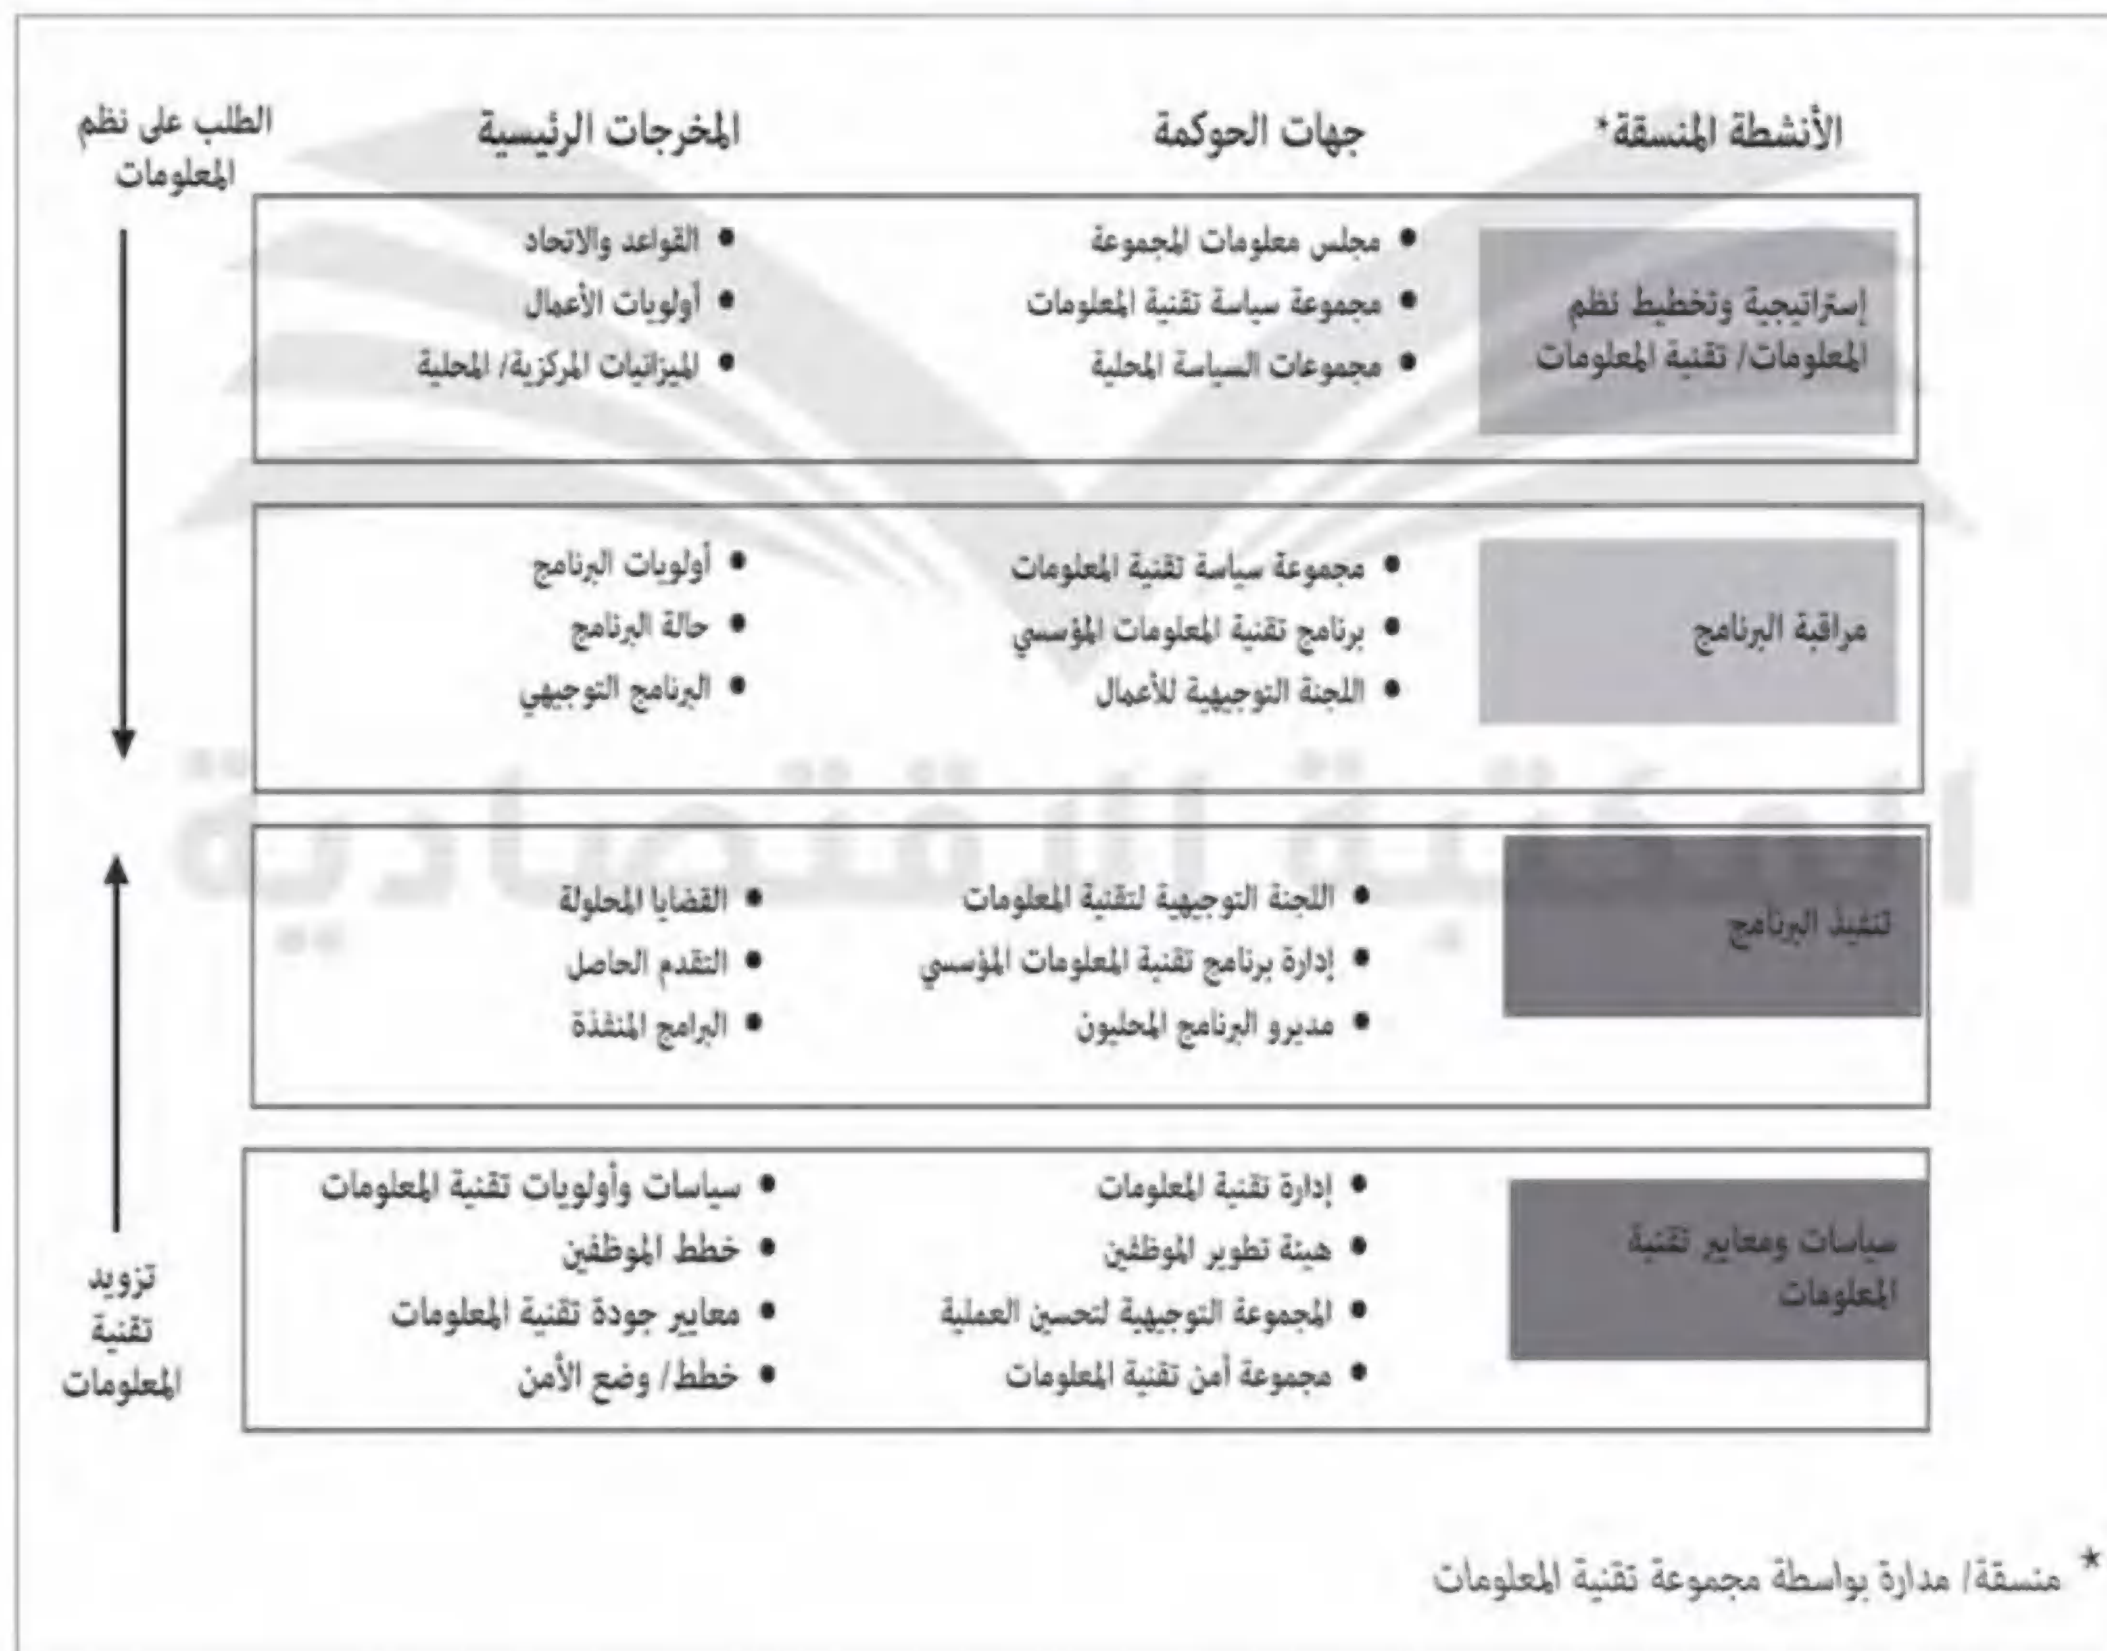 الأنشطة المنسقة*
جهات الحوكمة
المخرجات الرئيسية
الطلب على نظم
المعلومات
إستراتيجية وتخطيط نظم
المعلومات/ تقنية المعلومات
• مجلس معلومات المجموعة
• مجموعة سياسة تقنية المعلومات
• مجموعات السياسة المحلية
• القواعد والاتحاد
• أولويات الأعمال
• الميزانيات المركزية/ المحلية
مراقبة البرنامج
• مجموعة سياسة تقنية المعلومات
• برنامج تقنية المعلومات المؤسسي
• اللجنة التوجيهية للأعمال
• أولويات البرنامج
• حالة البرنامج
• البرنامج التوجيهي
تنفيذ البرنامج
• اللجنة التوجيهية لتقنية المعلومات
• إدارة برنامج تقنية المعلومات المؤسسي
• مديرو البرنامج المحليون
• القضايا المحلولة
• التقدم الحاصل
• البرامج المنفذة
سياسات ومعايير تقنية
المعلومات
• إدارة تقنية المعلومات
• هيئة تطوير الموظفين
• المجموعة التوجيهية لتحسين العملية
• مجموعة أمن تقنية المعلومات
• سياسات وأولويات تقنية المعلومات
• خطط الموظفين
• معايير جودة تقنية المعلومات
• خطط/ وضع الأمن
تزويد
تقنية
المعلومات
* منسقة/ مدارة بواسطة مجموعة تقنية المعلومات
المكتبة الاقتصادية